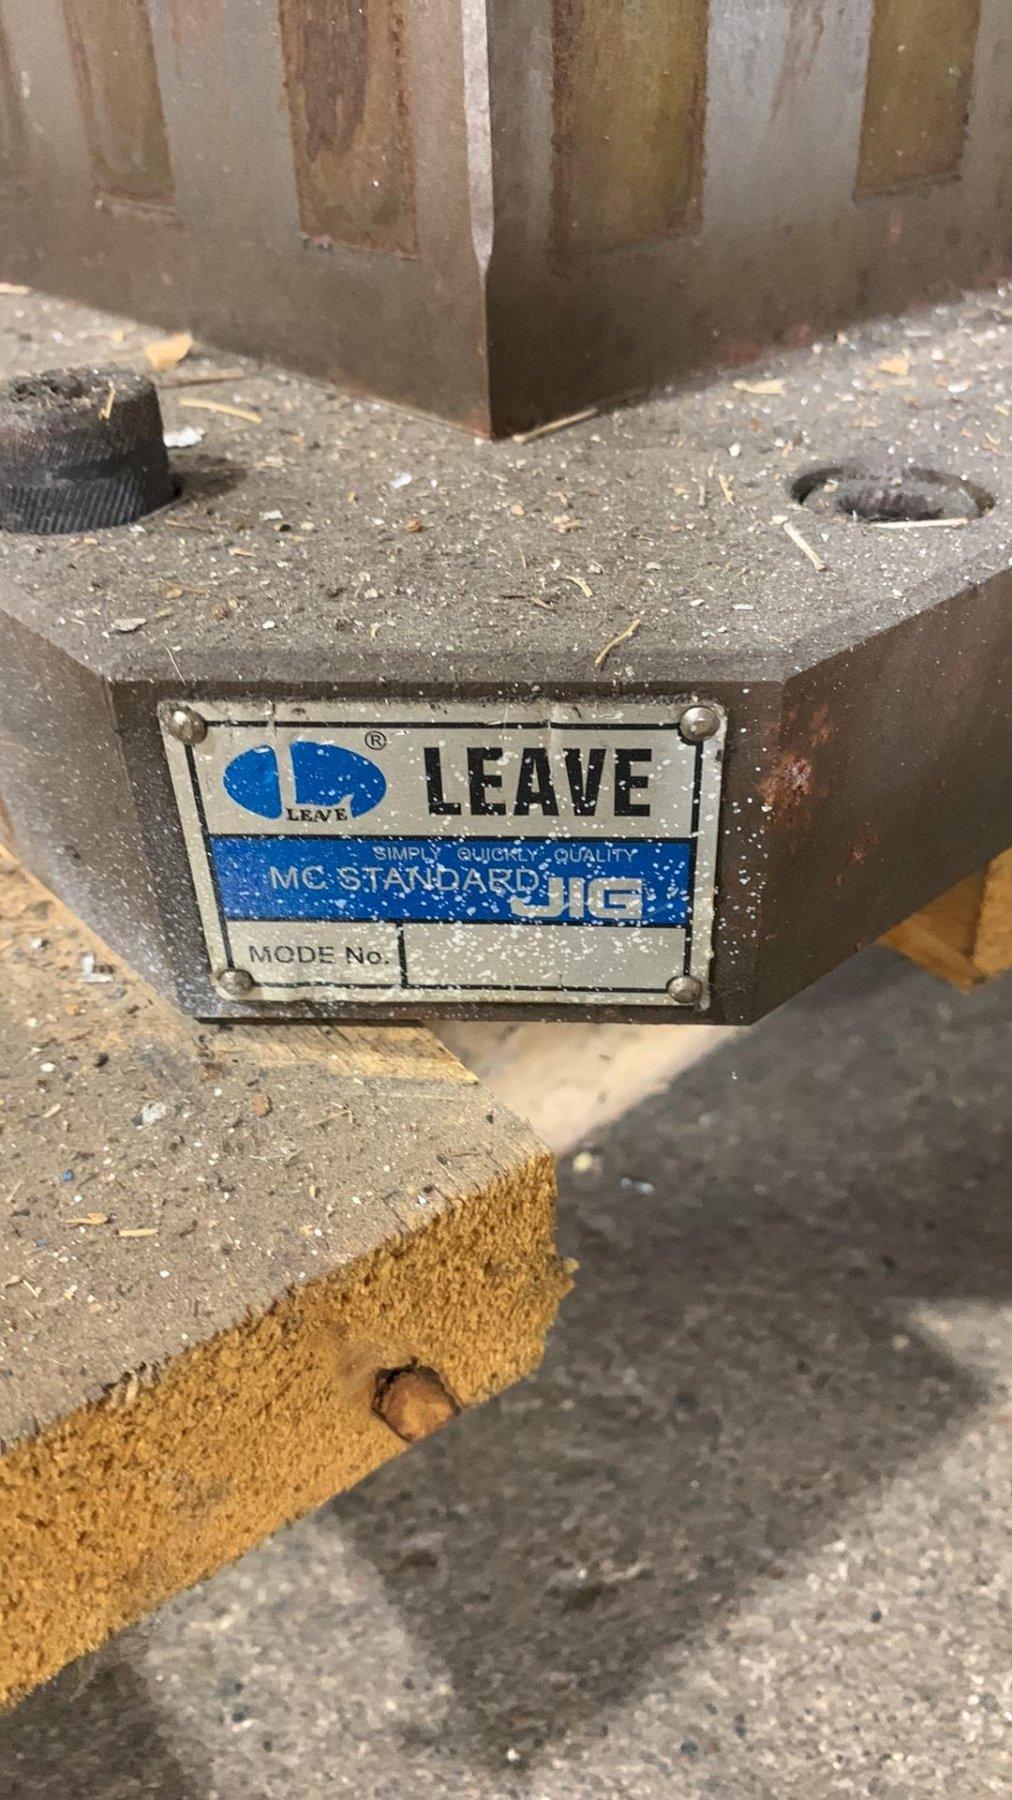 ®
LEAVE
LEAVE
SIMPLY QUICKLY QUALITY
MC STANDARD JIG
MODE No.